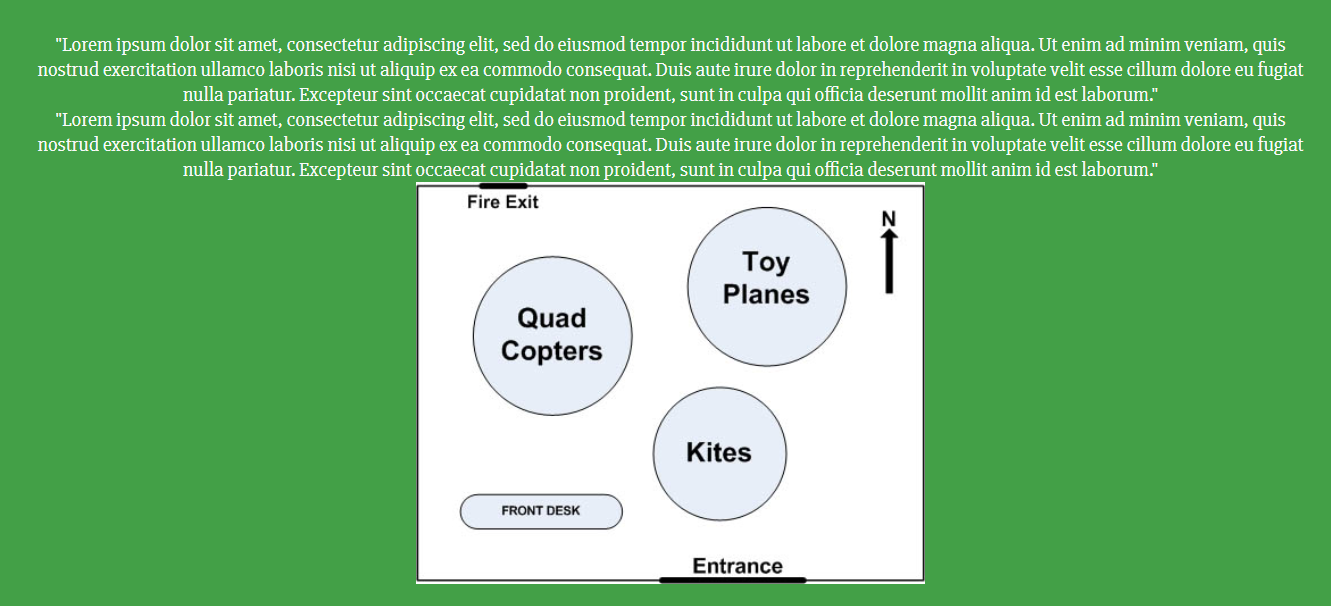 "Lorem ipsum dolor sit amet, consectetur adipiscing elit, sed do eiusmod tempor incididunt ut labore et dolore magna aliqua. Ut enim ad minim veniam, quis
nostrud exercitation ullamco laboris nisi ut aliquip ex ea commodo consequat. Duis aute irure dolor in reprehenderit in voluptate velit esse cillum dolore eu fugiat
nulla pariatur. Excepteur sint occaecat cupidatat non proident, sunt in culpa qui officia deserunt mollit anim id est laborum."
"Lorem ipsum dolor sit amet, consectetur adipiscing elit, sed do eiusmod tempor incididunt ut labore et dolore magna aliqua. Ut enim ad minim veniam, quis
nostrud exercitation ullamco laboris nisi ut aliquip ex ea commodo consequat. Duis aute irure dolor in reprehenderit in voluptate velit esse cillum dolore eu fugiat
nulla pariatur. Excepteur sint occaecat cupidatat non proident, sunt in culpa qui officia deserunt mollit anim id est laborum."
Fire Exit
N
Toy
Planes
Quad
Copters
Kites
FRONT DESK
Entrance